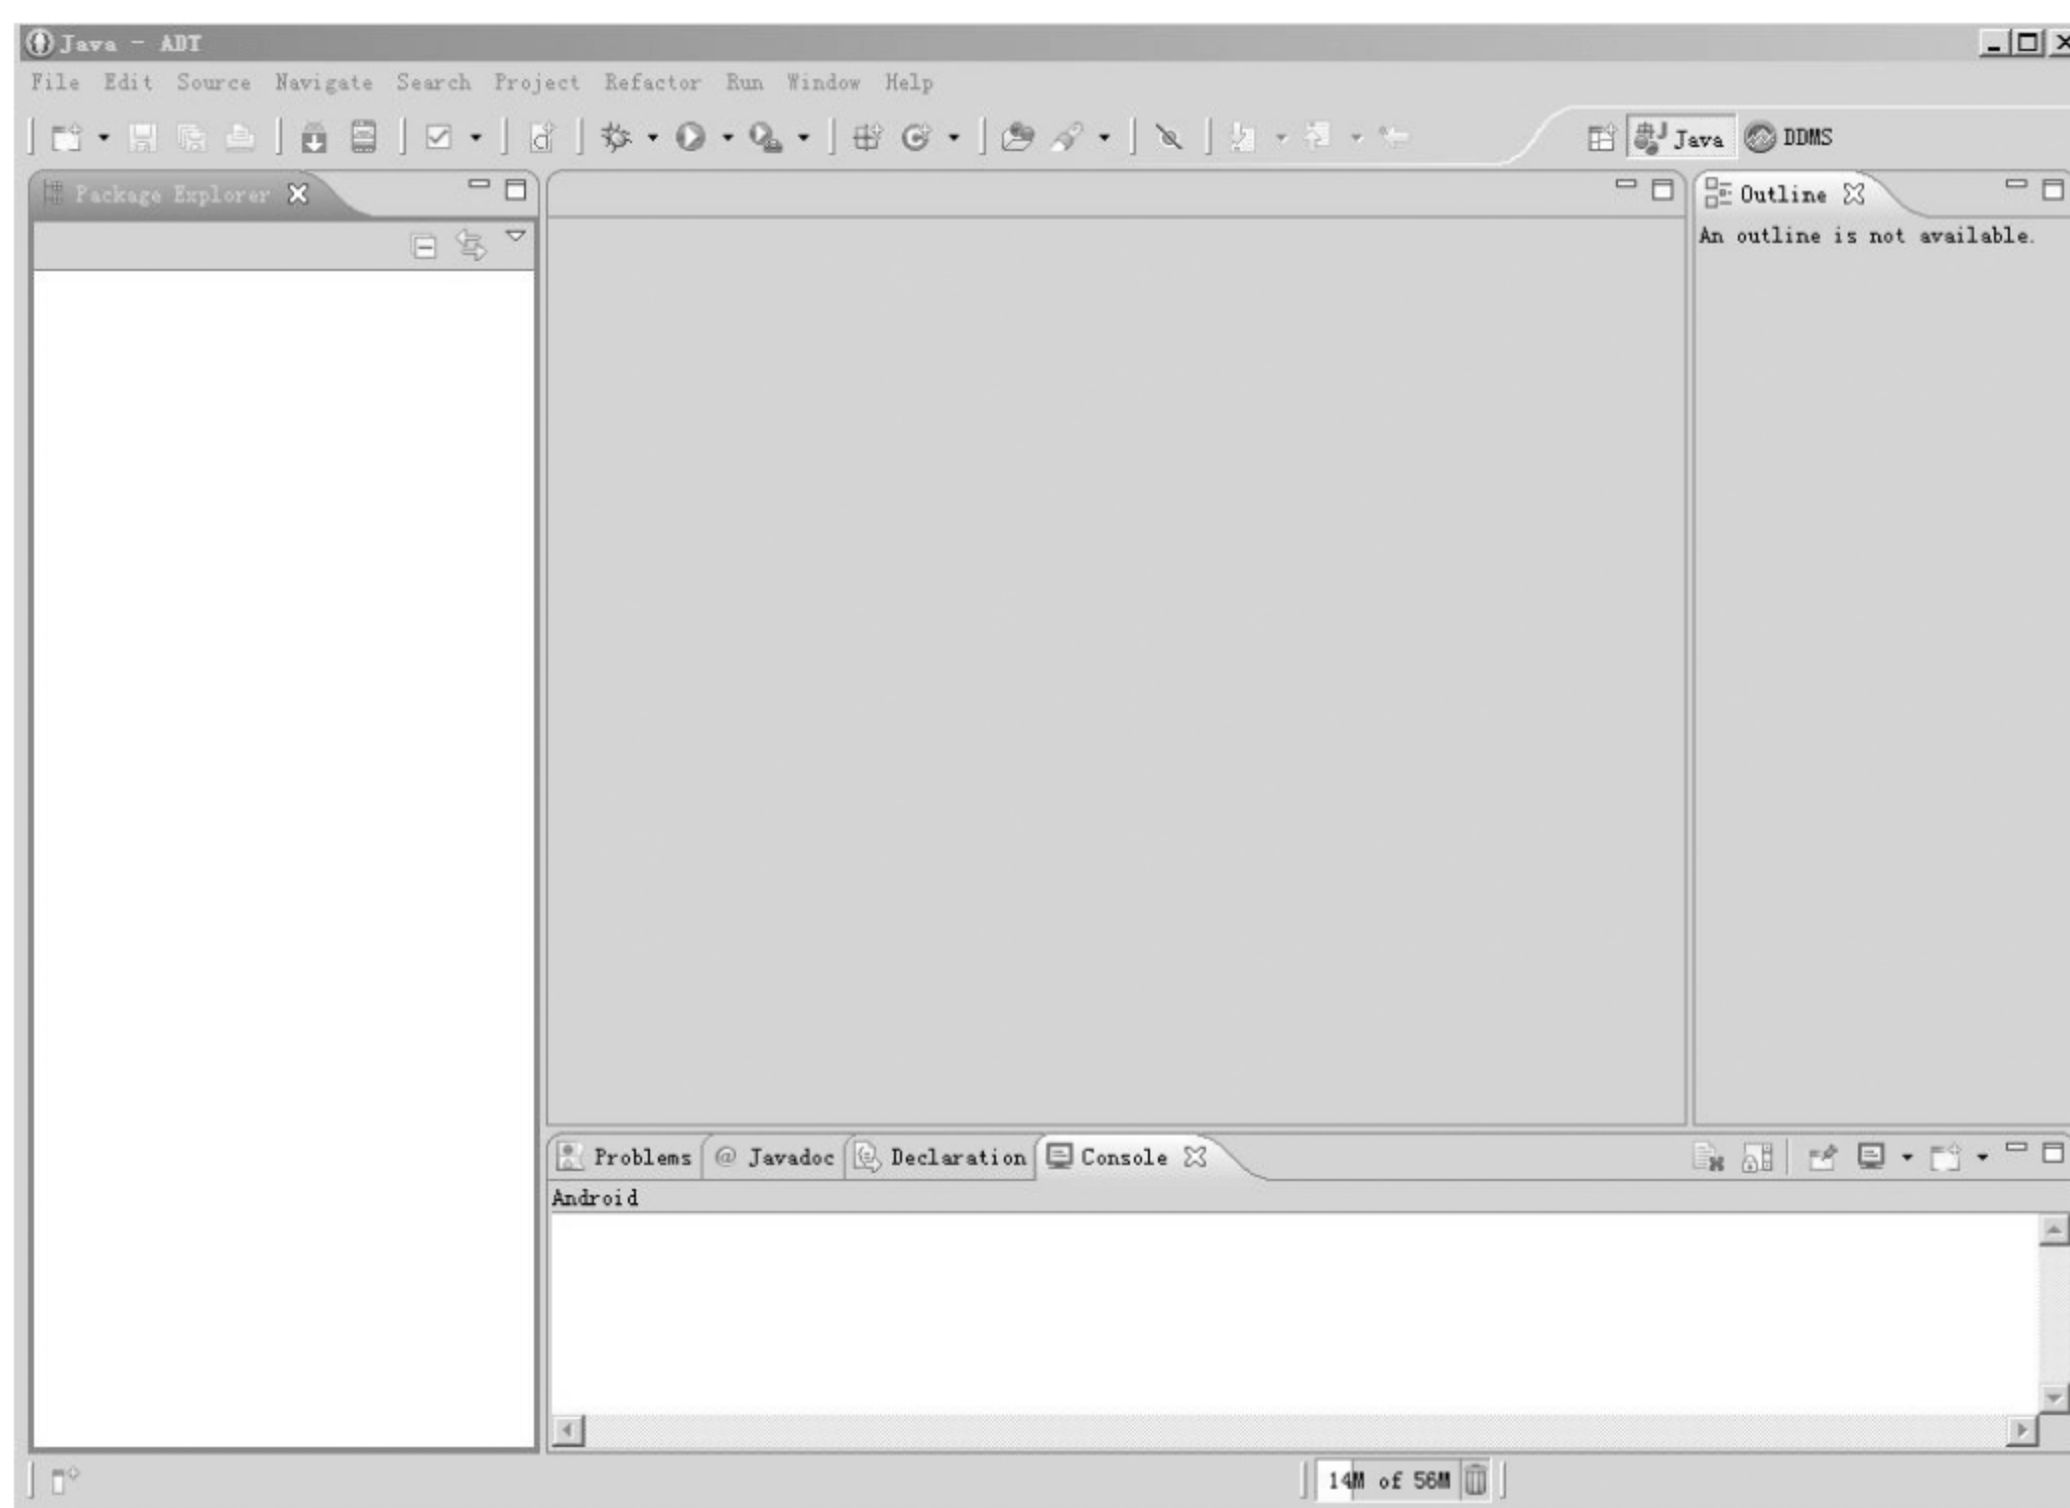 Java - ADT
File Edit Source Navigate Search Project Refactor Run Window Help
Java DDMS
Package Explorer
Outline
An outline is not available.
Problems @ Javadoc Declaration Console
Android
14M of 56M